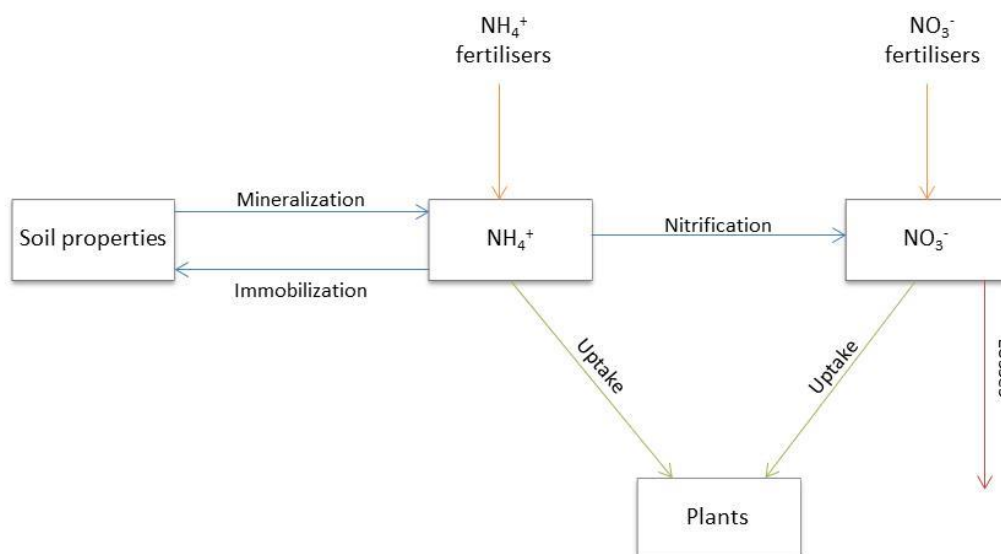 NH₄⁺
fertilisers
NO₃⁻
fertilisers
Mineralization
Soil properties
NH₄⁺
Nitrification
NO₃⁻
Immobilization
Uptake
Uptake
Plants